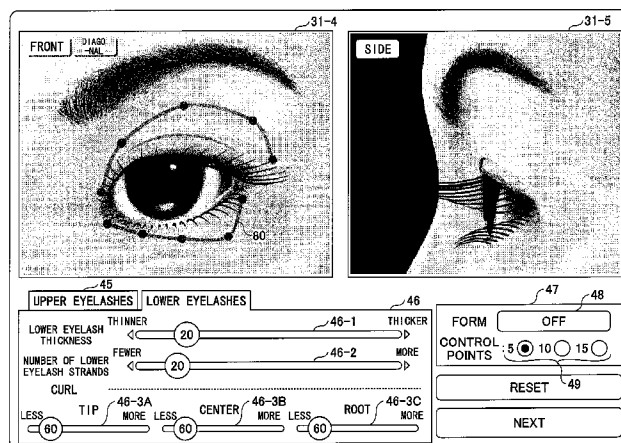 31-4
31-5
FRONT
DIAGO
-NAL
SIDE
80
45
UPPER EYELASHES
LOWER EYELASHES
46
LOWER EYELASH
THICKNESS
THINNER
20
46-1
THICKER
NUMBER OF LOWER
EYELASH STRANDS
FEWER
20
46-2
MORE
CURL
TIP
46-3A
LESS
60
MORE
CENTER
46-3B
LESS
60
MORE
ROOT
46-3C
LESS
60
MORE
47
48
FORM
OFF
CONTROL
POINTS
: 5 10 15
49
RESET
NEXT